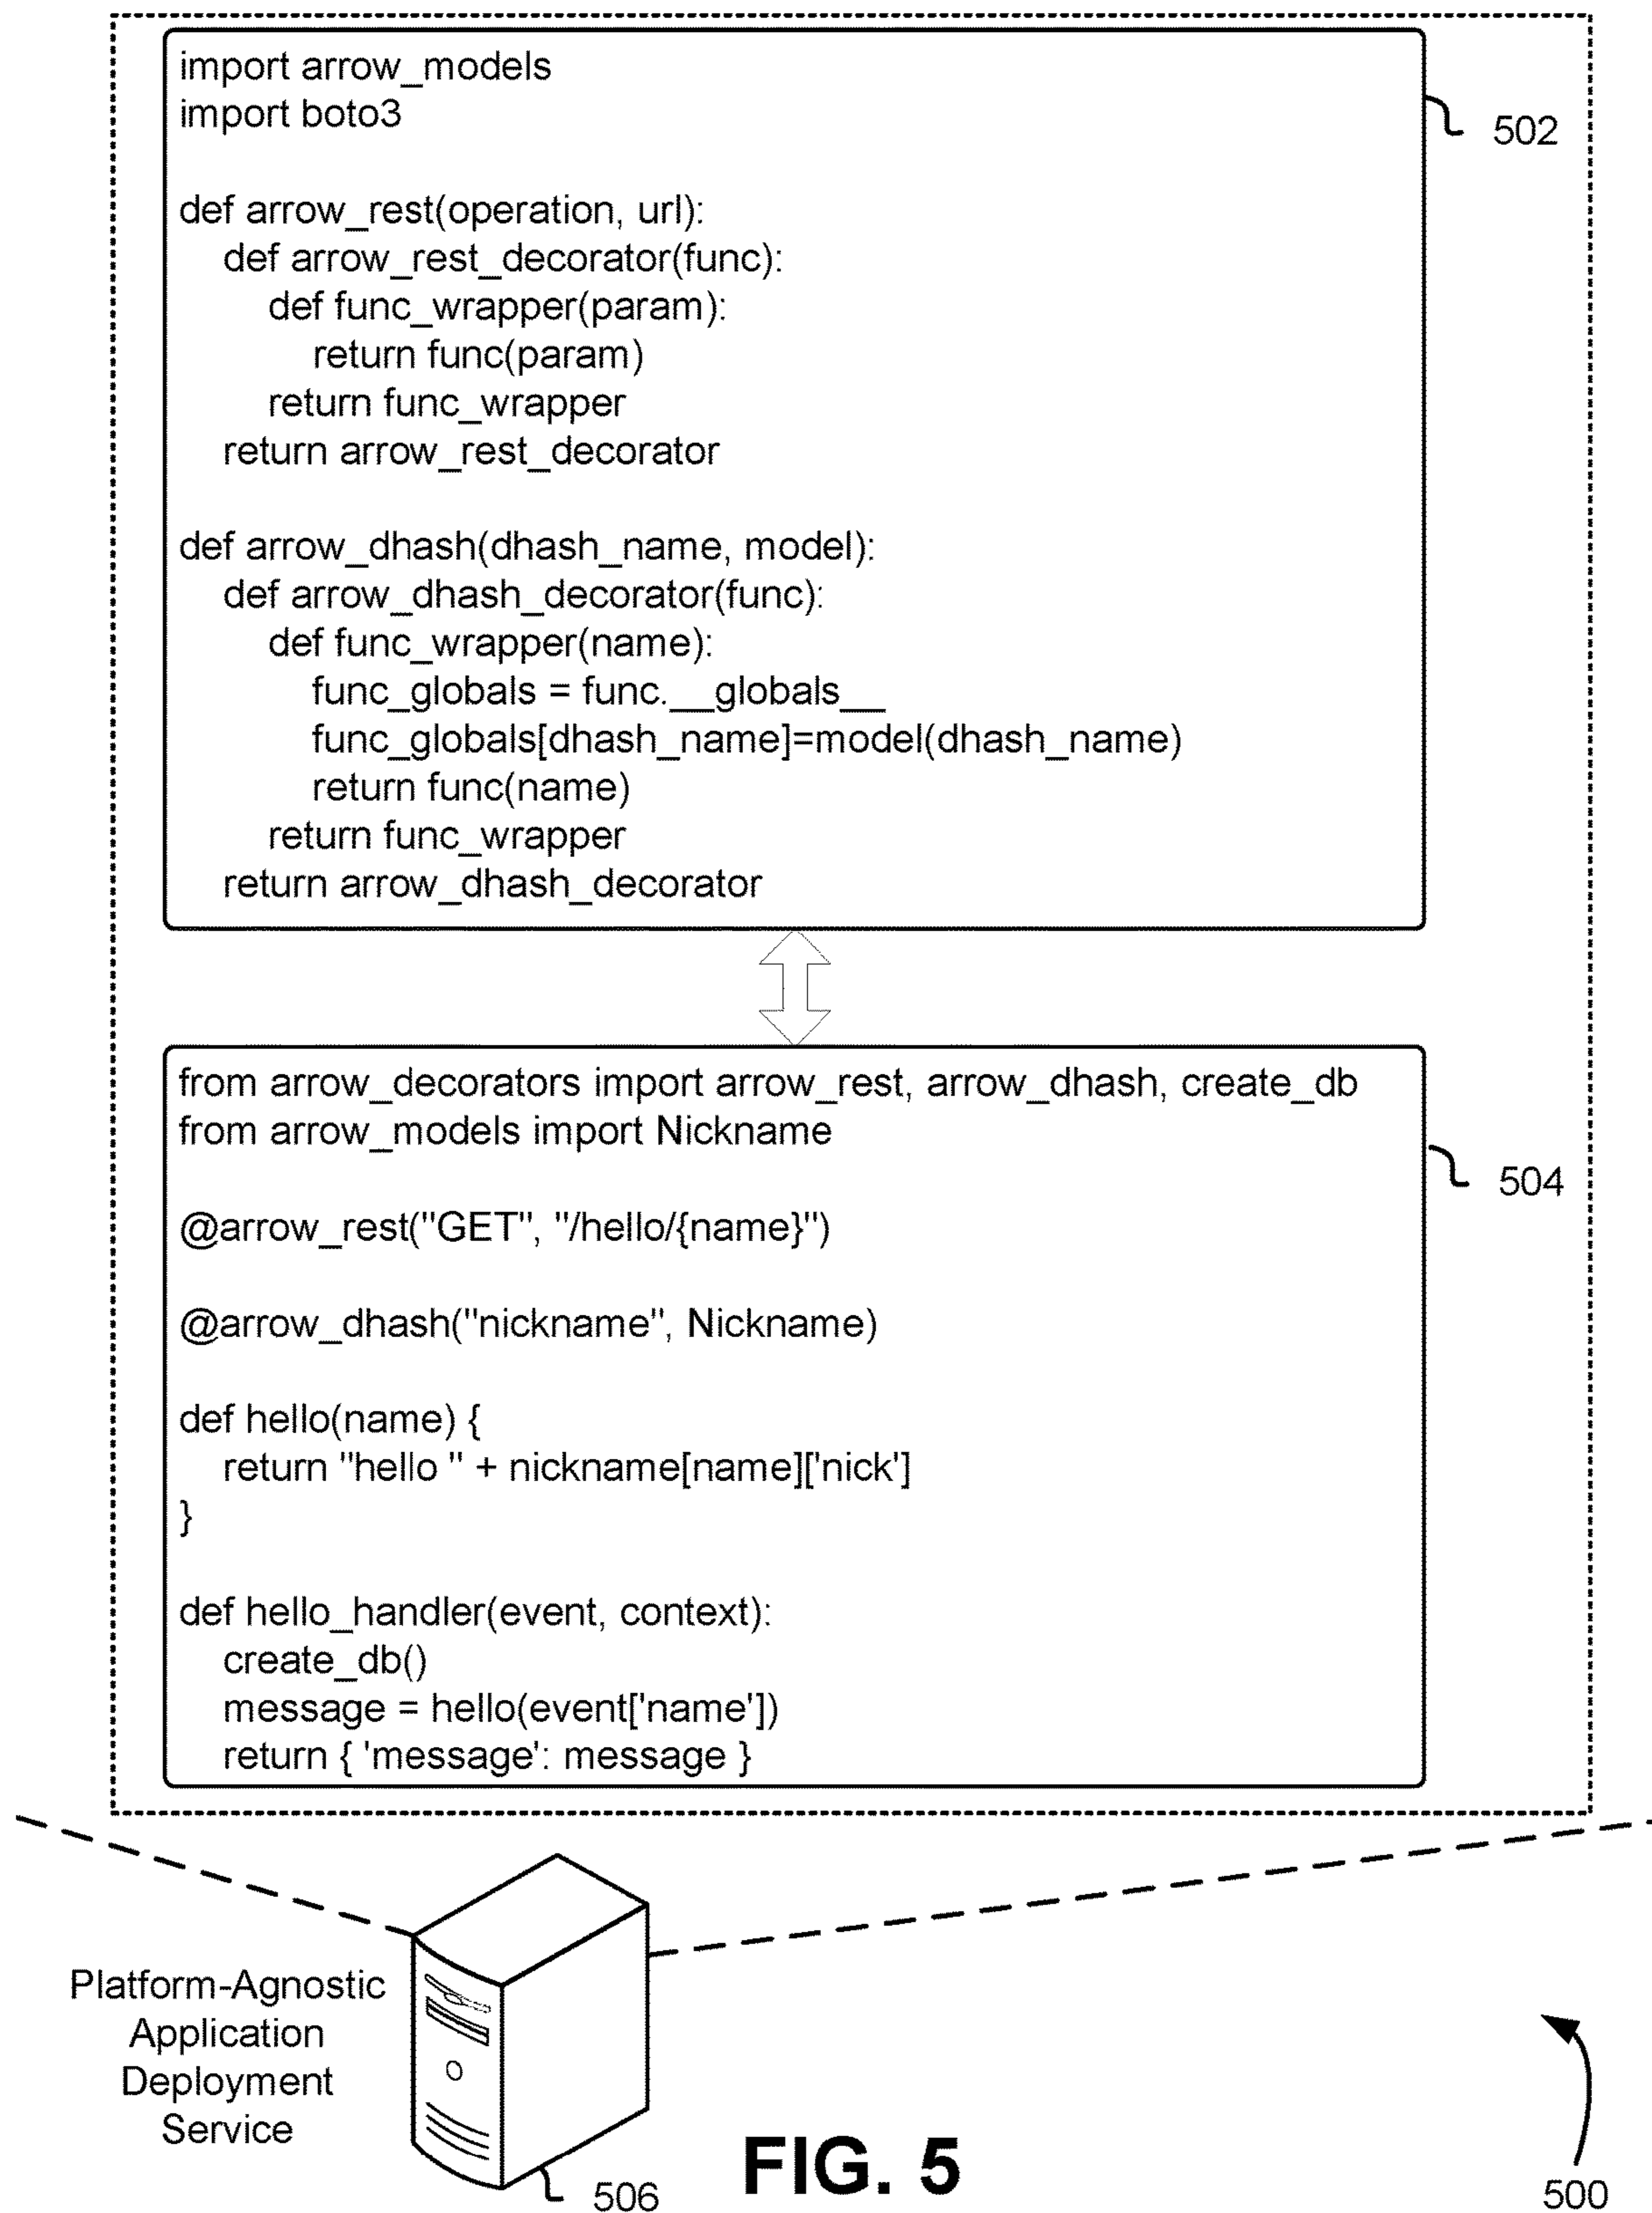 import arrow_models
import boto3
502
def arrow_rest(operation, url):
def arrow_rest_decorator(func):
def func_wrapper(param):
return func(param)
return func_wrapper
return arrow_rest_decorator
def arrow_dhash(dhash_name, model):
def arrow_dhash_decorator(func):
def func_wrapper(name):
func_globals = func.__globals__
func_globals[dhash_name]=model(dhash_name)
return func(name)
return func_wrapper
return arrow_dhash_decorator
from arrow_decorators import arrow_rest, arrow_dhash, create_db
from arrow_models import Nickname
504
@arrow_rest("GET", "/hello/{name}")
@arrow_dhash("nickname", Nickname)
def hello(name) {
return "hello " + nickname[name]['nick']
}
def hello_handler(event, context):
create_db()
message = hello(event['name'])
return { 'message': message }
Platform-Agnostic
Application
Deployment
Service
506
FIG. 5
500